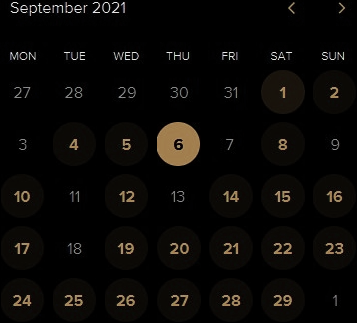 September 2021 < >
MON TUE WED THU FRI SAT SUN
27 28 29 30 31 1 2
3 4 5 6 7 8 9
10 11 12 13 14 15 16
17 18 19 20 21 22 23
24 25 26 27 28 29 1